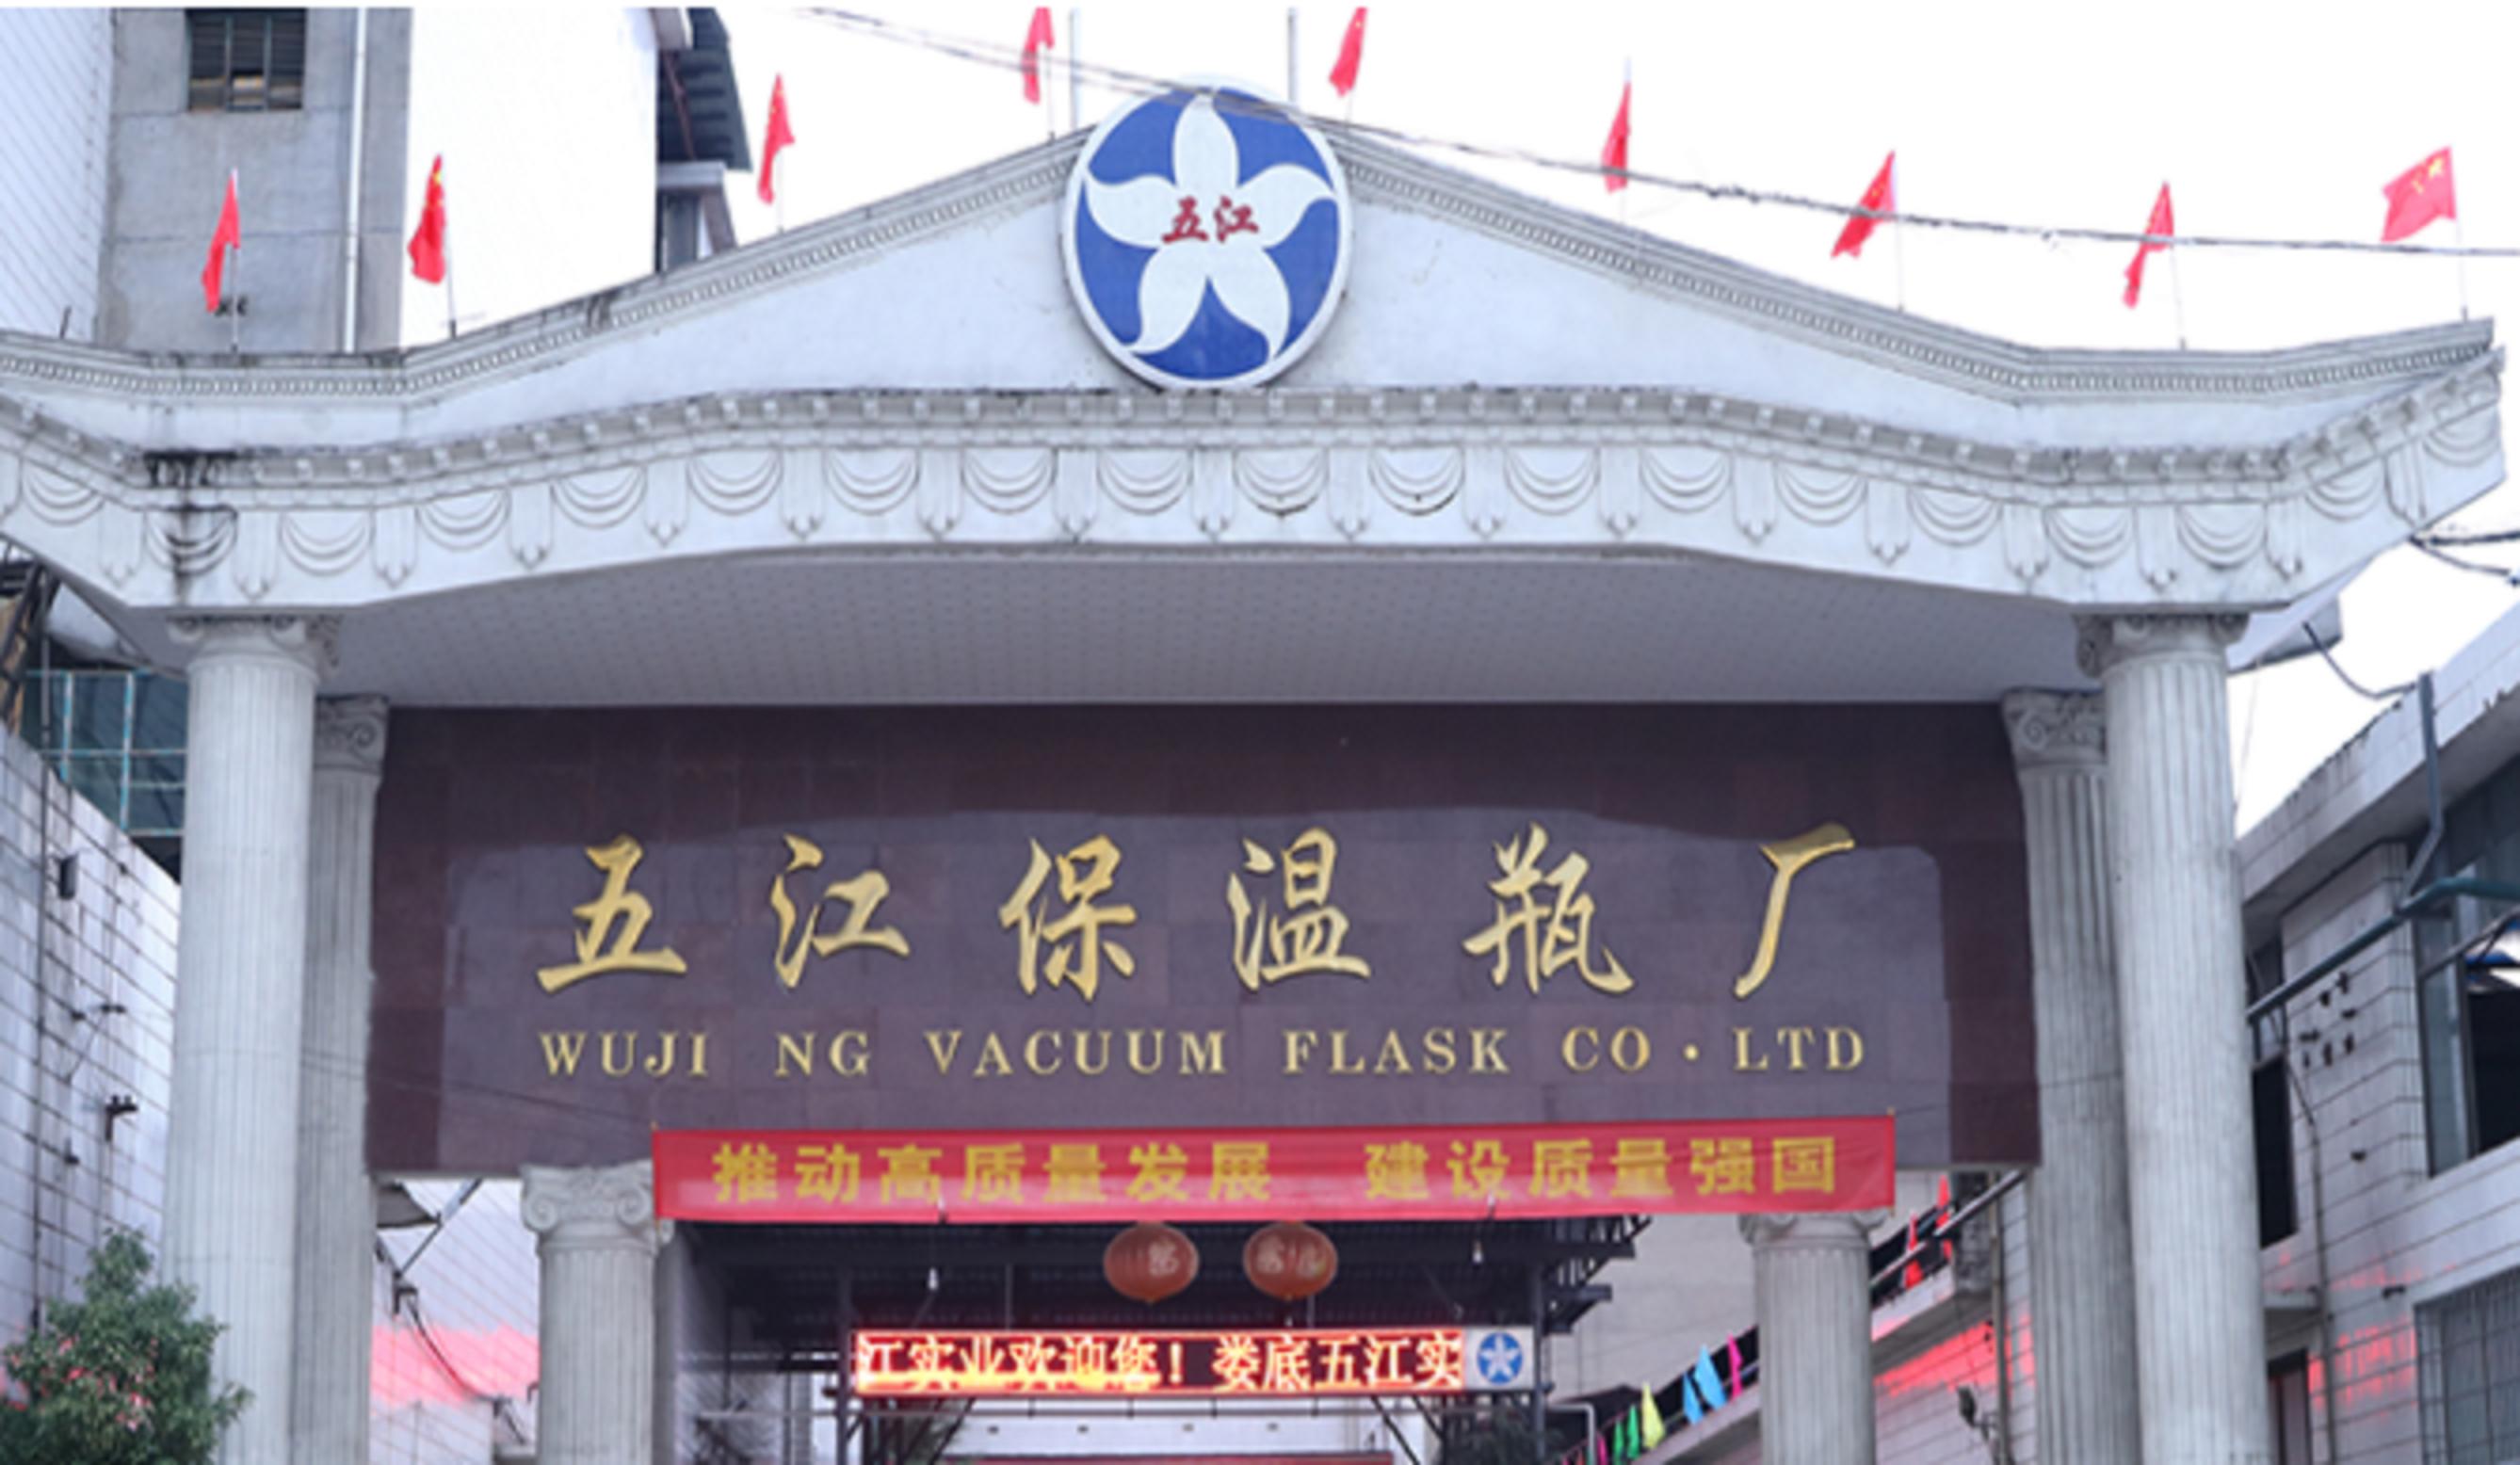 五江
五江保温瓶厂
WUJI NG VACUUM FLASK CO·LTD
推动高质量发展 建设质量强国
江实业欢迎您！娄底五江实